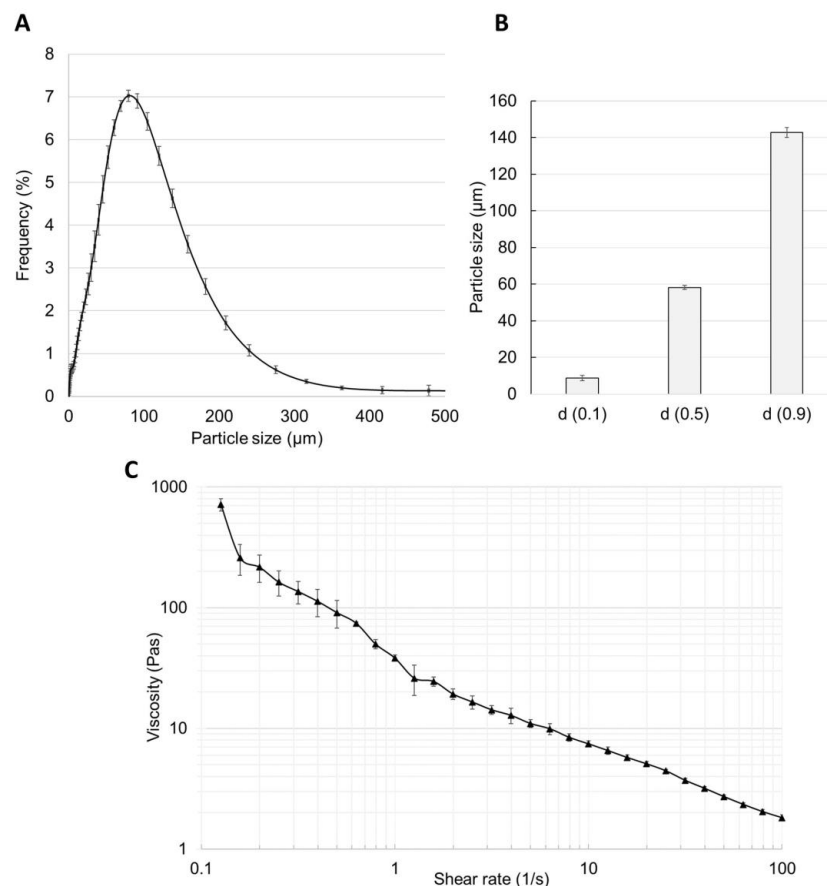 A
8
7
6
5
4
3
2
1
0
Frequency (%)
0 100 200 300 400 500
Particle size (µm)
B
160
140
120
100
80
60
40
20
0
Particle size (µm)
d (0.1) d (0.5) d (0.9)
C
1000
100
10
1
Viscosity (Pas)
0.1 1 10 100
Shear rate (1/s)